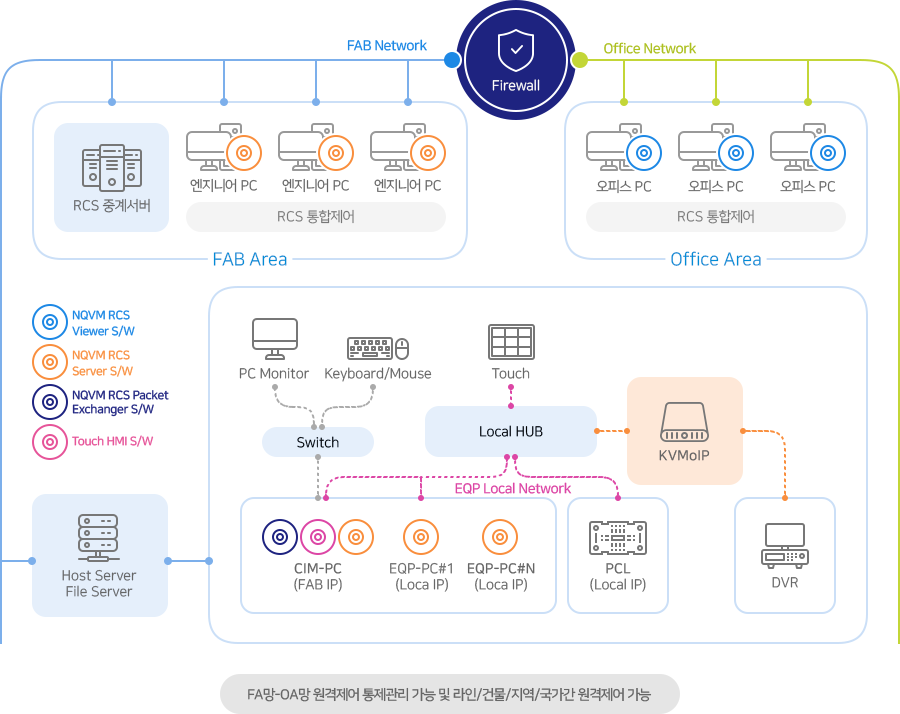 FAB Network
Office Network
Firewall
RCS 중계서버
엔지니어 PC
엔지니어 PC
엔지니어 PC
RCS 통합제어
FAB Area
오피스 PC
오피스 PC
오피스 PC
RCS 통합제어
Office Area
NQVM RCS
Viewer S/W
NQVM RCS
Server S/W
NQVM RCS Packet
Exchanger S/W
Touch HMI S/W
PC Monitor
Keyboard/Mouse
Touch
Switch
Local HUB
KVMoIP
EQP Local Network
CIM-PC
(FAB IP)
EQP-PC#1
(Loca IP)
EQP-PC#N
(Loca IP)
PCL
(Local IP)
DVR
Host Server
File Server
FA망-OA망 원격제어 통제관리 가능 및 라인/건물/지역/국가간 원격제어 가능